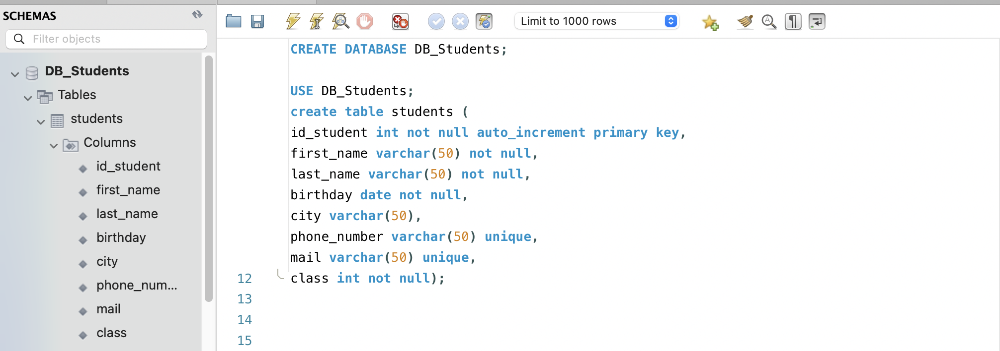 SCHEMAS
Filter objects
DB_Students
Tables
students
Columns
id_student
first_name
last_name
birthday
city
phone_num...
mail
class
Limit to 1000 rows
CREATE DATABASE DB_Students;
USE DB_Students;
create table students (
id_student int not null auto_increment primary key,
first_name varchar(50) not null,
last_name varchar(50) not null,
birthday date not null,
city varchar(50),
phone_number varchar(50) unique,
mail varchar(50) unique,
12 class int not null);
13
14
15